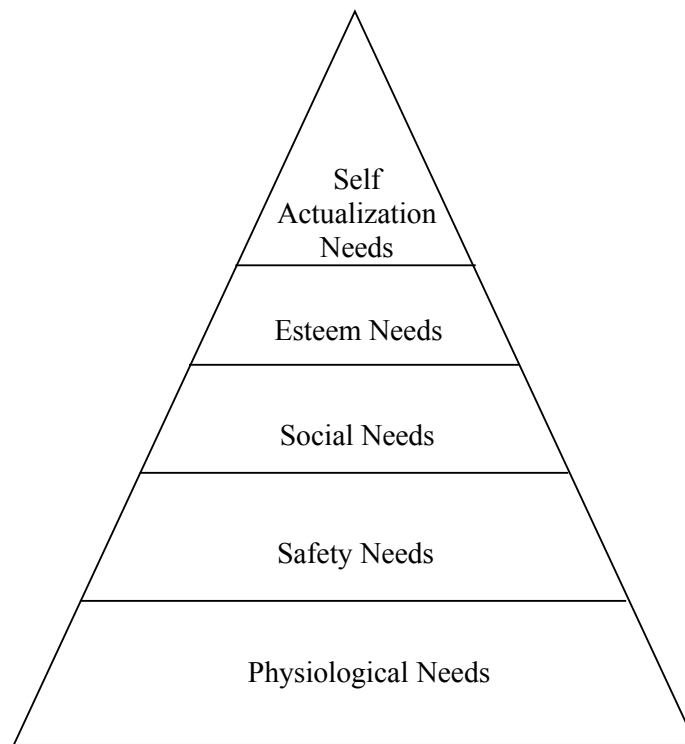 Self
Actualization
Needs
Esteem Needs
Social Needs
Safety Needs
Physiological Needs